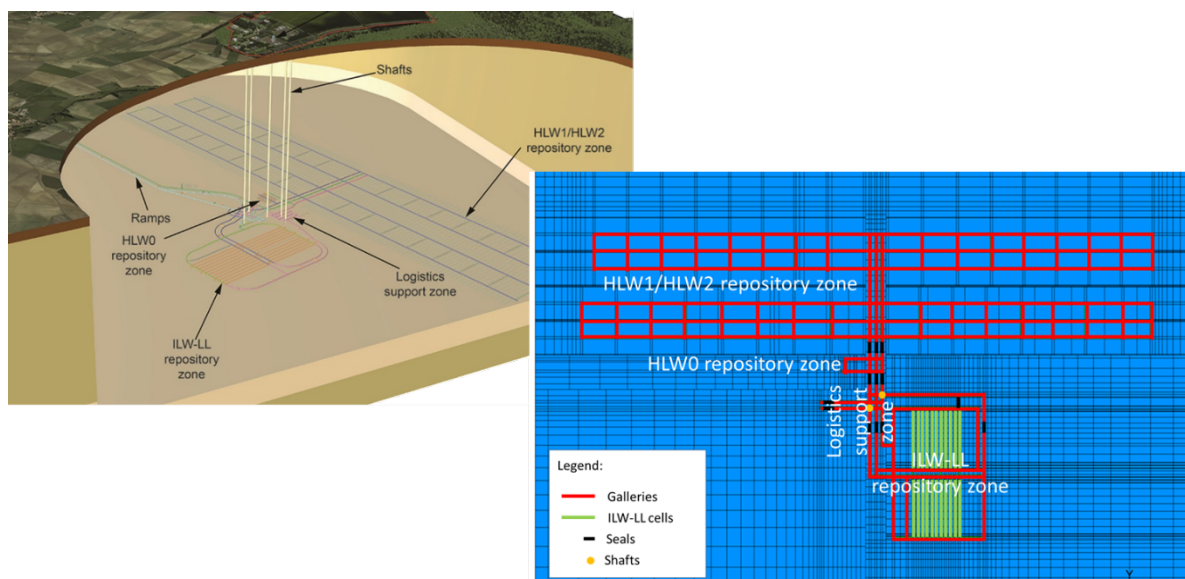 Shafts
HLW1/HLW2
repository zone
Ramps
HLW0
repository
zone
Logistics
support zone
ILW-LL
repository
zone
HLW1/HLW2 repository zone
HLW0 repository zone
Logistics
support
zone
ILW-LL
repository zone
Legend:
Galleries
ILW-LL cells
Seals
Shafts
Y